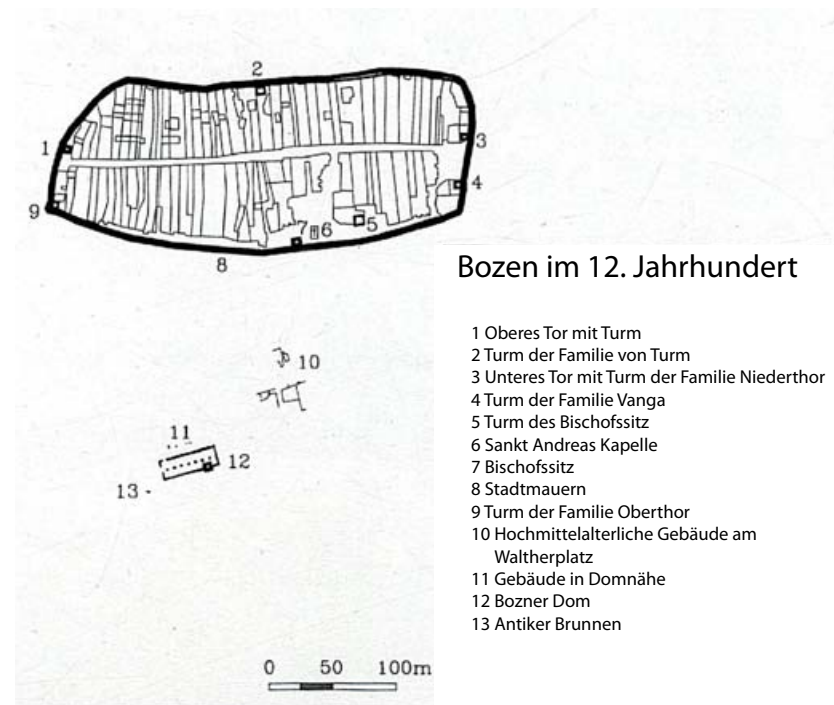 2
1
3
4
9
7
6
5
8
Bozen im 12. Jahrhundert
1 Oberes Tor mit Turm
2 Turm der Familie von Turm
3 Unteres Tor mit Turm der Familie Niederthor
4 Turm der Familie Vanga
5 Turm des Bischofssitz
6 Sankt Andreas Kapelle
7 Bischofssitz
8 Stadtmauern
9 Turm der Familie Oberthor
10 Hochmittelalterliche Gebäude am
Waltherplatz
11 Gebäude in Domnähe
12 Bozner Dom
13 Antiker Brunnen
10
11
12
13
0 50 100m